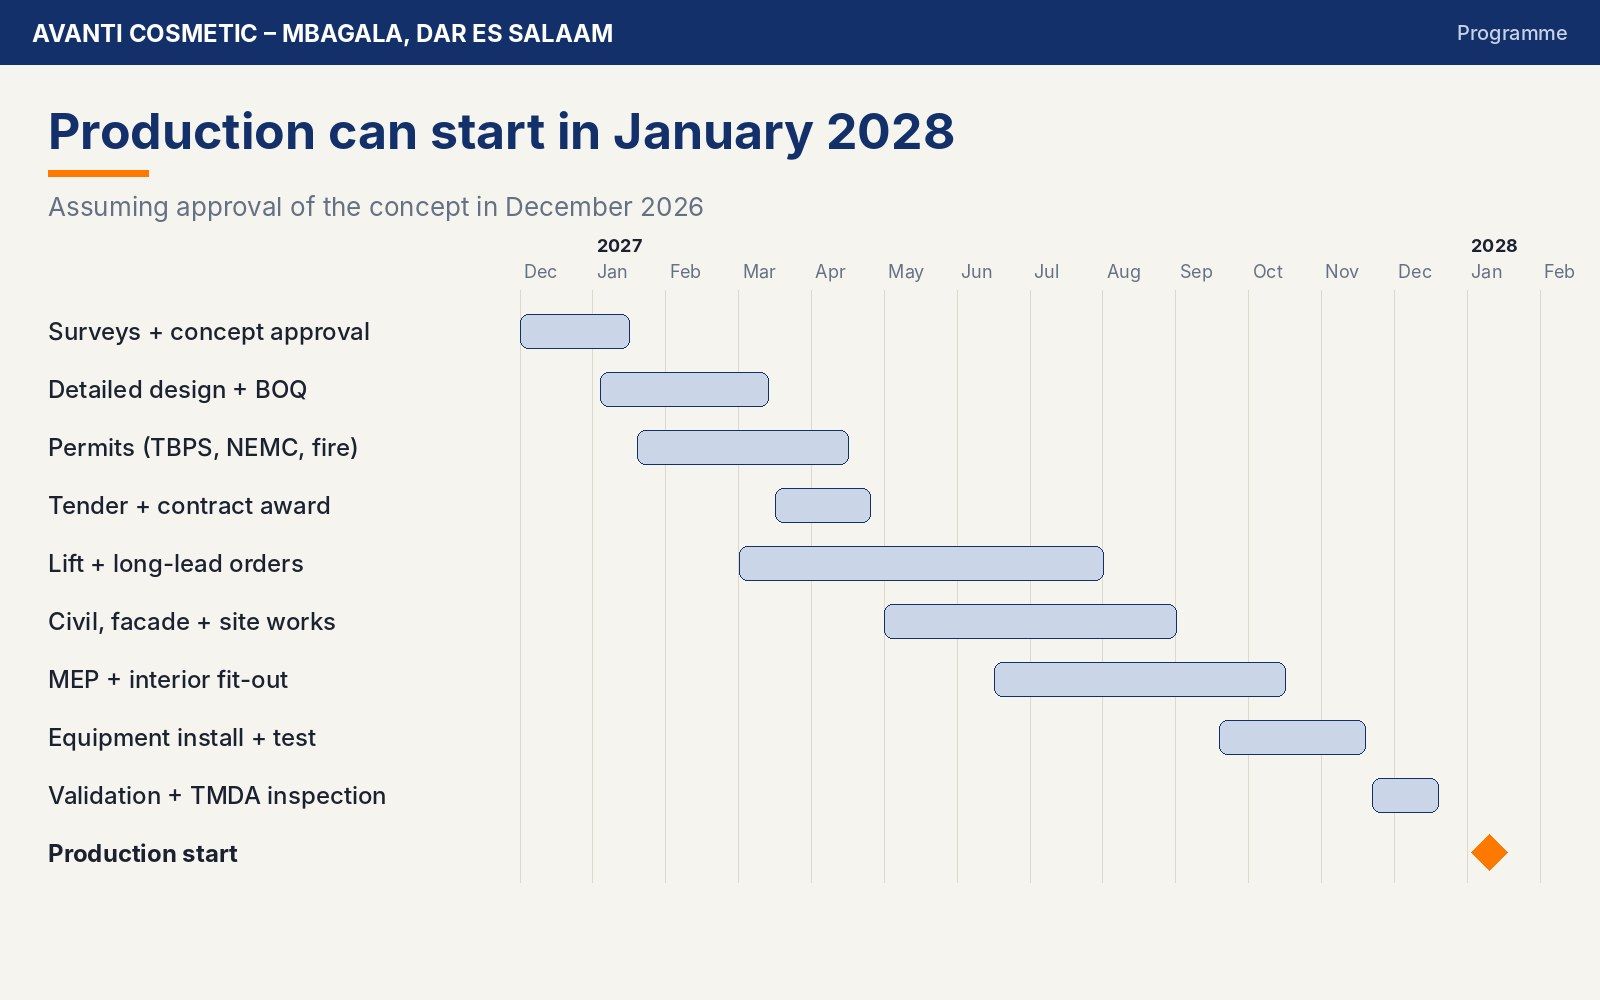 AVANTI COSMETIC – MBAGALA, DAR ES SALAAM
Programme
Production can start in January 2028
Assuming approval of the concept in December 2026
2027 2028
Dec Jan Feb Mar Apr May Jun Jul Aug Sep Oct Nov Dec Jan Feb
Surveys + concept approval
Detailed design + BOQ
Permits (TBPS, NEMC, fire)
Tender + contract award
Lift + long-lead orders
Civil, facade + site works
MEP + interior fit-out
Equipment install + test
Validation + TMDA inspection
Production start